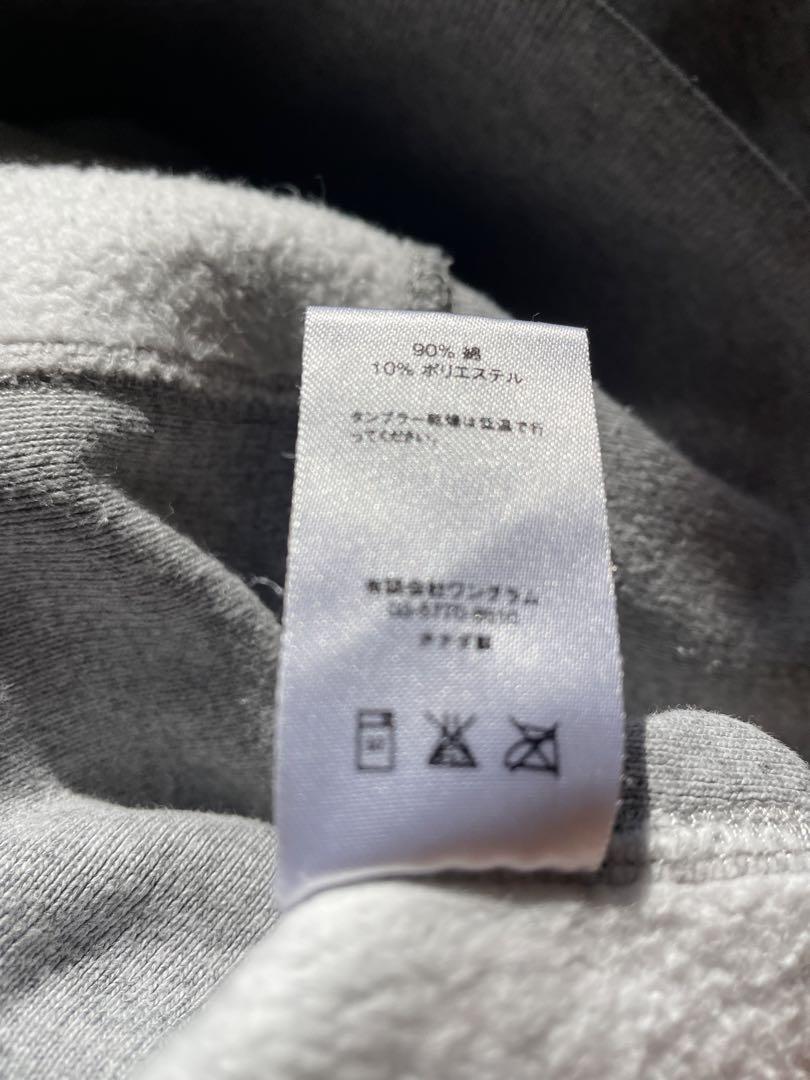 90% 綿
10% ポリエステル
タンブラー乾燥は低温で行
ってください。
有限会社ワングラム
カナダ製